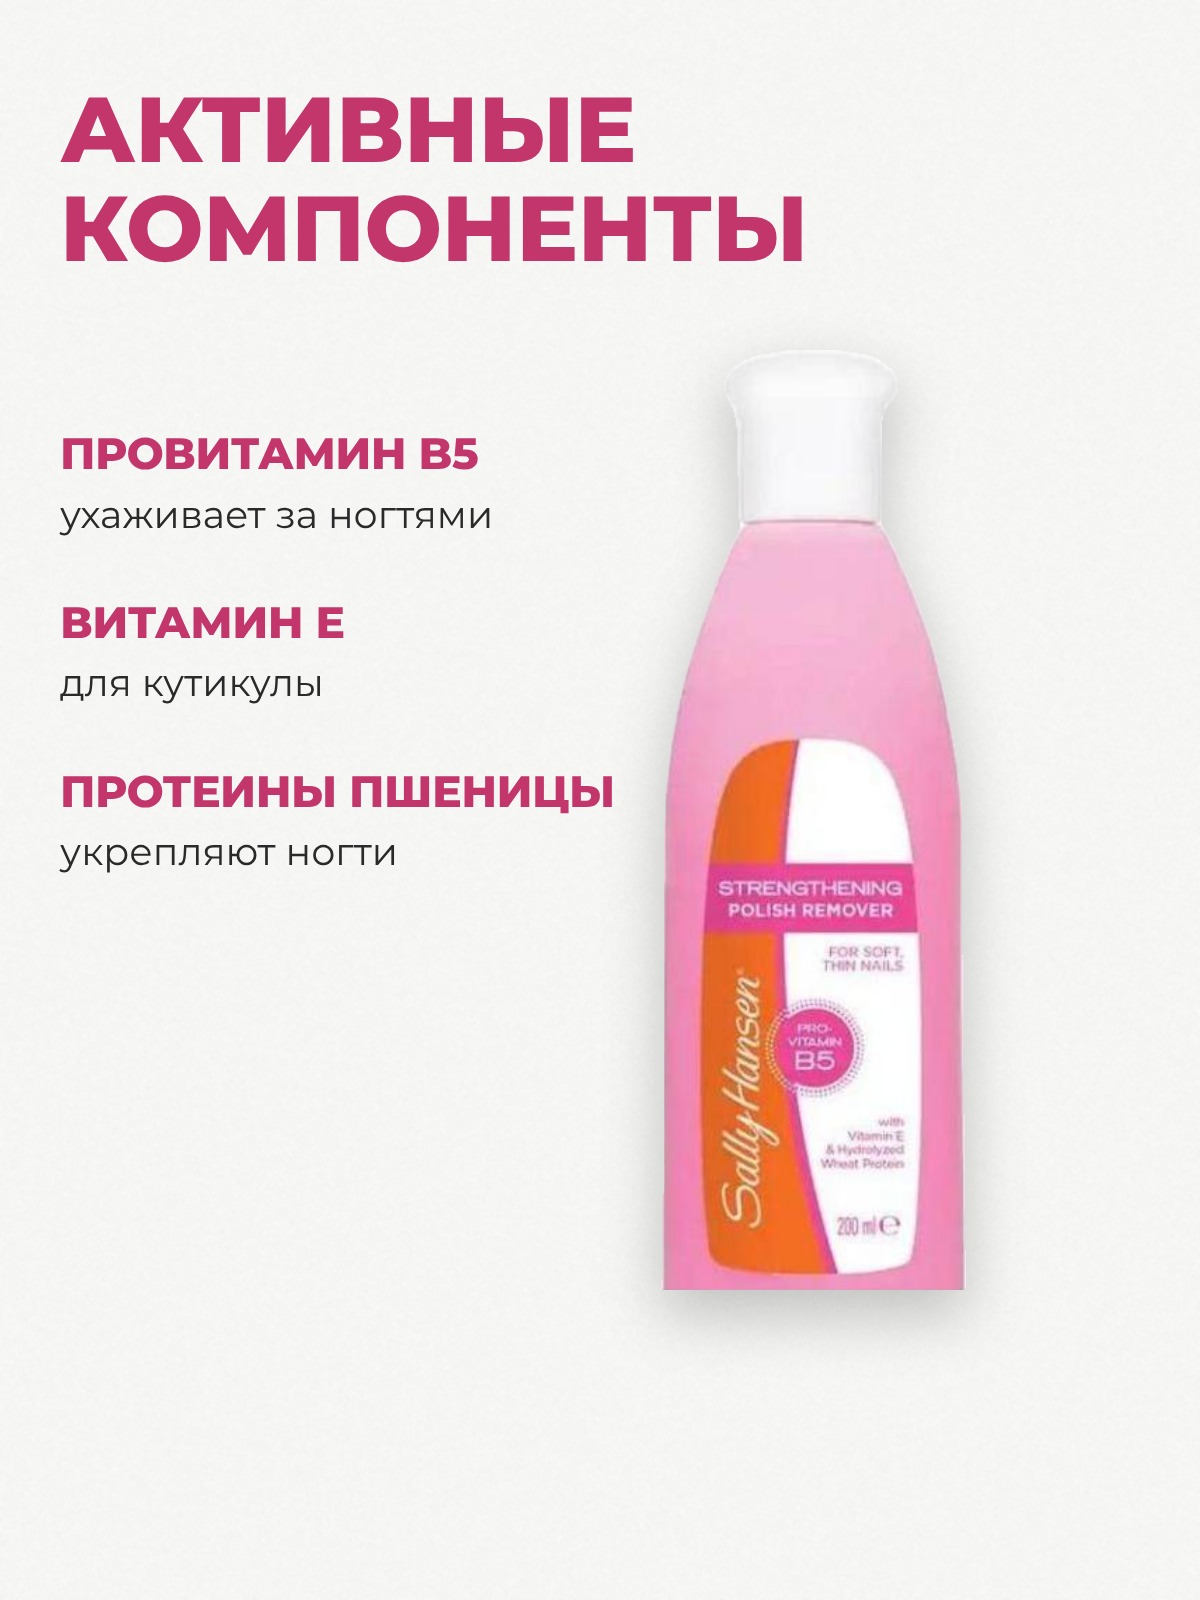 АКТИВНЫЕ
КОМПОНЕНТЫ
ПРОВИТАМИН B5
ухаживает за ногтями
ВИТАМИН Е
для кутикулы
ПРОТЕИНЫ ПШЕНИЦЫ
укрепляют ногти
STRENGTHENING
POLISH REMOVER
FOR SOFT,
THIN NAILS
Sally Hansen
PRO-
VITAMIN
B5
with
Vitamin E
& Hydrolyzed
Wheat Protein
200 ml ℮